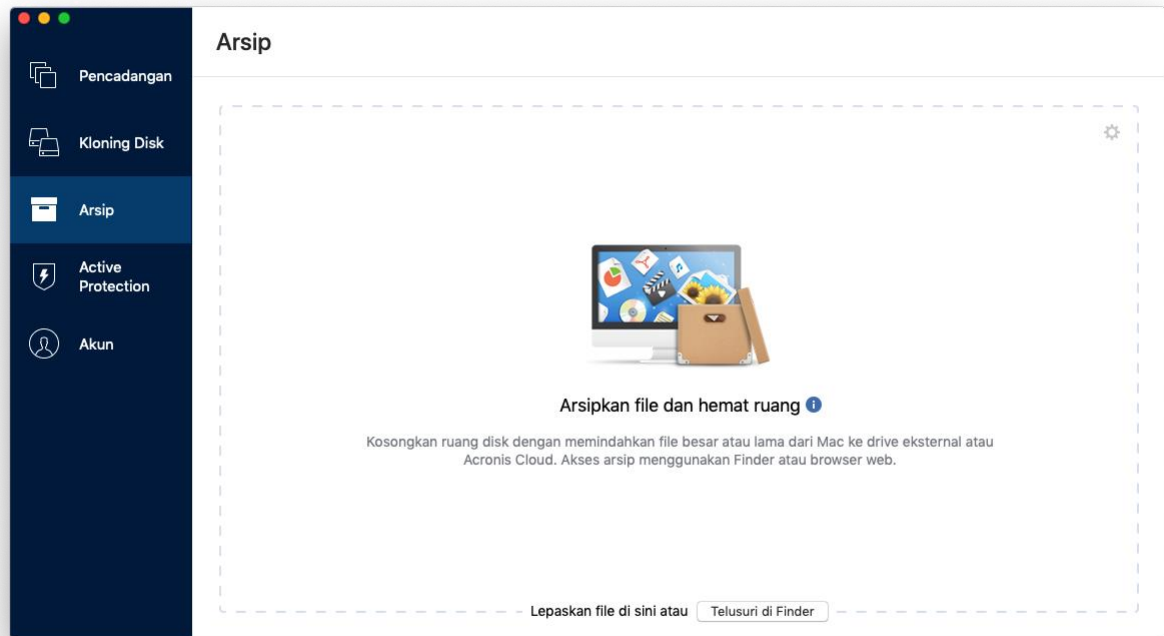 Arsip
Pencadangan
Kloning Disk
Arsip
Active
Protection
Akun
Arsipkan file dan hemat ruang
Kosongkan ruang disk dengan memindahkan file besar atau lama dari Mac ke drive eksternal atau
Acronis Cloud. Akses arsip menggunakan Finder atau browser web.
Lepaskan file di sini atau Telusuri di Finder